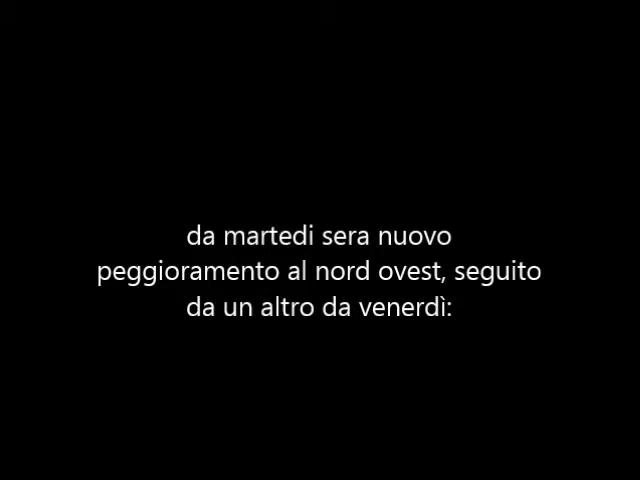 da martedi sera nuovo
peggioramento al nord ovest, seguito
da un altro da venerdì: